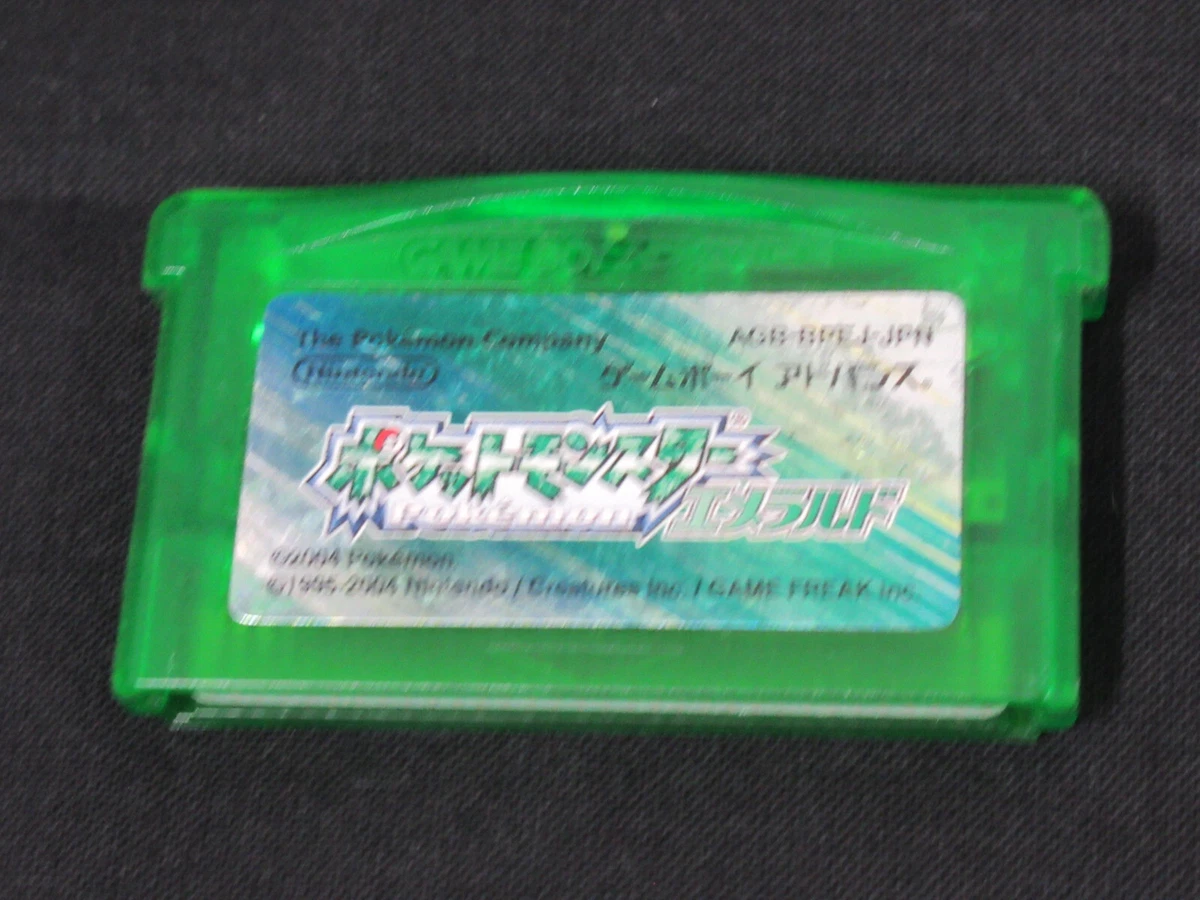 GAME BOY
The Pokémon Company
AGB-BPEJ-JPN
Nintendo
ゲームボーイ アドバンス®
ポケットモンスター
Pokémon
エメラルド
©2004 Pokémon
©1995-2004 Nintendo / Creatures inc. / GAME FREAK inc.